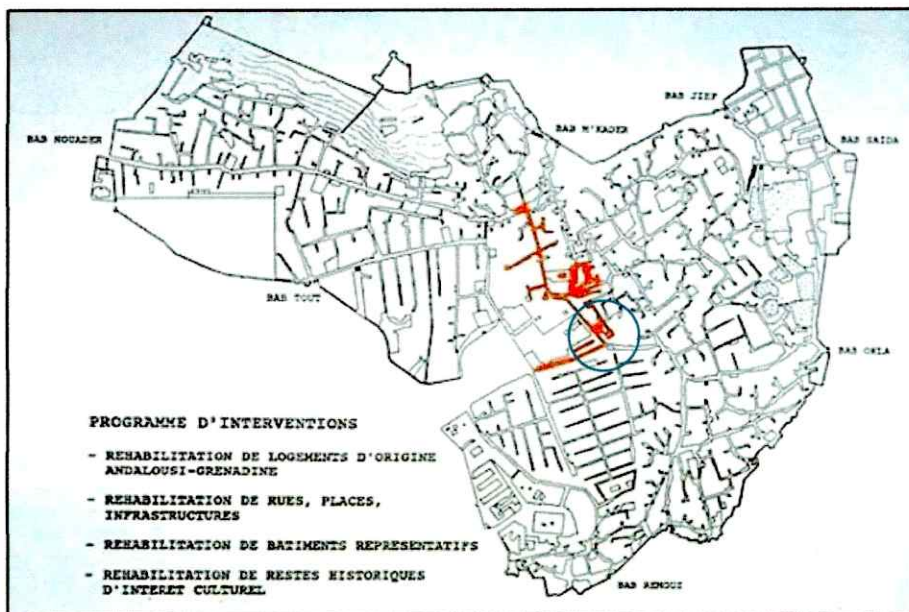 BAB JIEF
BAB NOUADER
BAB M'KADER
BAB SAIDA
BAB TOUT
BAB OKLA
PROGRAMME D'INTERVENTIONS
- REHABILITATION DE LOGEMENTS D'ORIGINE
ANDALOUSI-GRENADINE
- REHABILITATION DE RUES, PLACES,
INFRASTRUCTURES
- REHABILITATION DE BATIMENTS REPRESENTATIFS
- REHABILITATION DE RESTES HISTORIQUES
D'INTERET CULTUREL
BAB REMOUZ